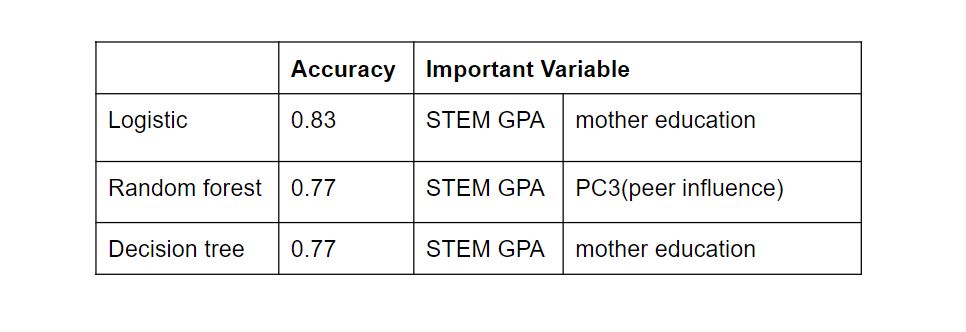 Accuracy Important Variable
Logistic 0.83 STEM GPA mother education
Random forest 0.77 STEM GPA PC3(peer influence)
Decision tree 0.77 STEM GPA mother education